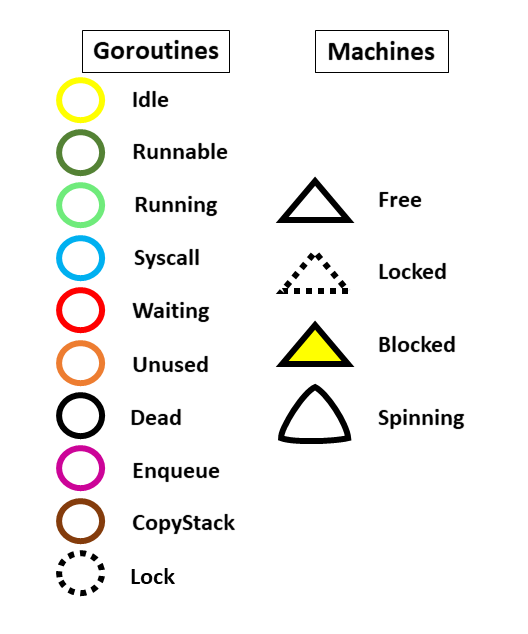 Goroutines
Idle
Runnable
Running
Syscall
Waiting
Unused
Dead
Enqueue
CopyStack
Lock
Machines
Free
Locked
Blocked
Spinning